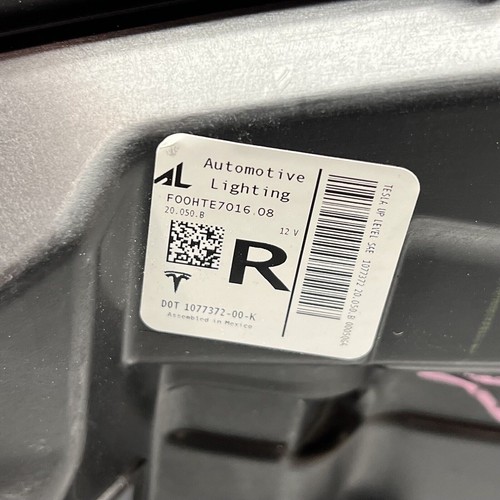 AL
Automotive
Lighting
F00HTE7016.08
20.050.B
12 V
R
DOT 1077372-00-K
Assembled in Mexico
TESLA UP LEVEL SAE 1077372 20.050.B